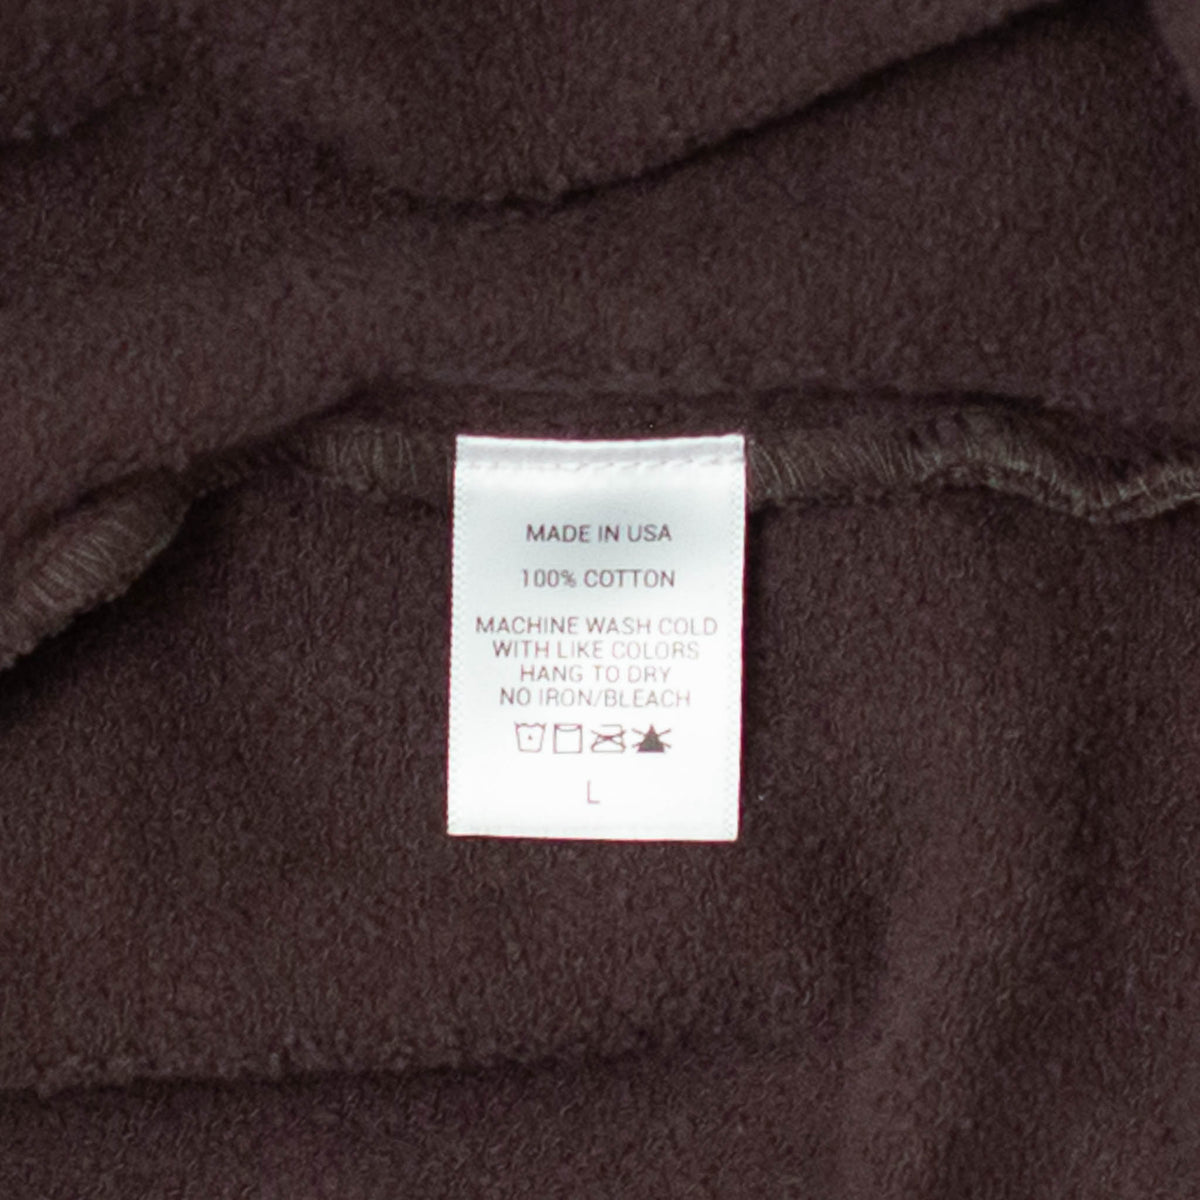 MADE IN USA
100% COTTON
MACHINE WASH COLD
WITH LIKE COLORS
HANG TO DRY
NO IRON/BLEACH
L